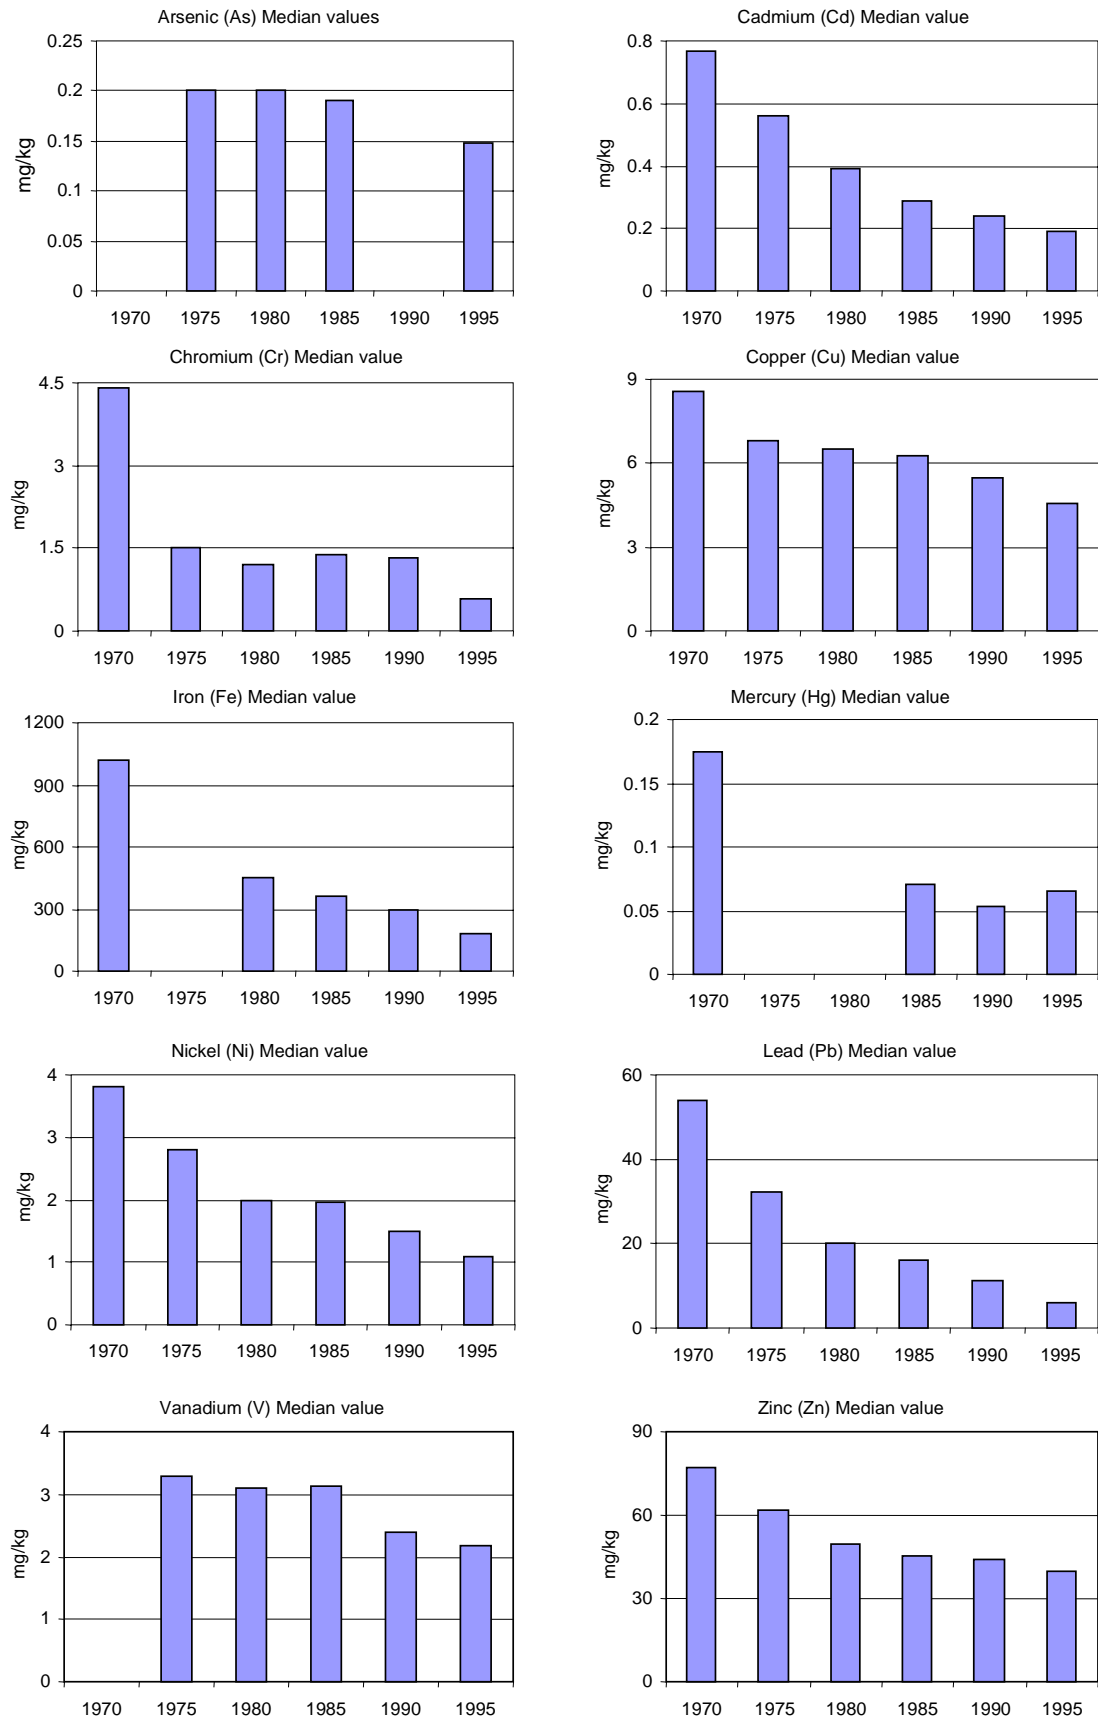 Arsenic (As) Median values
0.25
0.2
0.15
0.1
0.05
0
mg/kg
1970 1975 1980 1985 1990 1995
Cadmium (Cd) Median value
0.8
0.6
0.4
0.2
0
mg/kg
1970 1975 1980 1985 1990 1995
Chromium (Cr) Median value
4.5
3
1.5
0
mg/kg
1970 1975 1980 1985 1990 1995
Copper (Cu) Median value
9
6
3
0
mg/kg
1970 1975 1980 1985 1990 1995
Iron (Fe) Median value
1200
900
600
300
0
mg/kg
1970 1975 1980 1985 1990 1995
Mercury (Hg) Median value
0.2
0.15
0.1
0.05
0
mg/kg
1970 1975 1980 1985 1990 1995
Nickel (Ni) Median value
4
3
2
1
0
mg/kg
1970 1975 1980 1985 1990 1995
Lead (Pb) Median value
60
40
20
0
mg/kg
1970 1975 1980 1985 1990 1995
Vanadium (V) Median value
4
3
2
1
0
mg/kg
1970 1975 1980 1985 1990 1995
Zinc (Zn) Median value
90
60
30
0
mg/kg
1970 1975 1980 1985 1990 1995